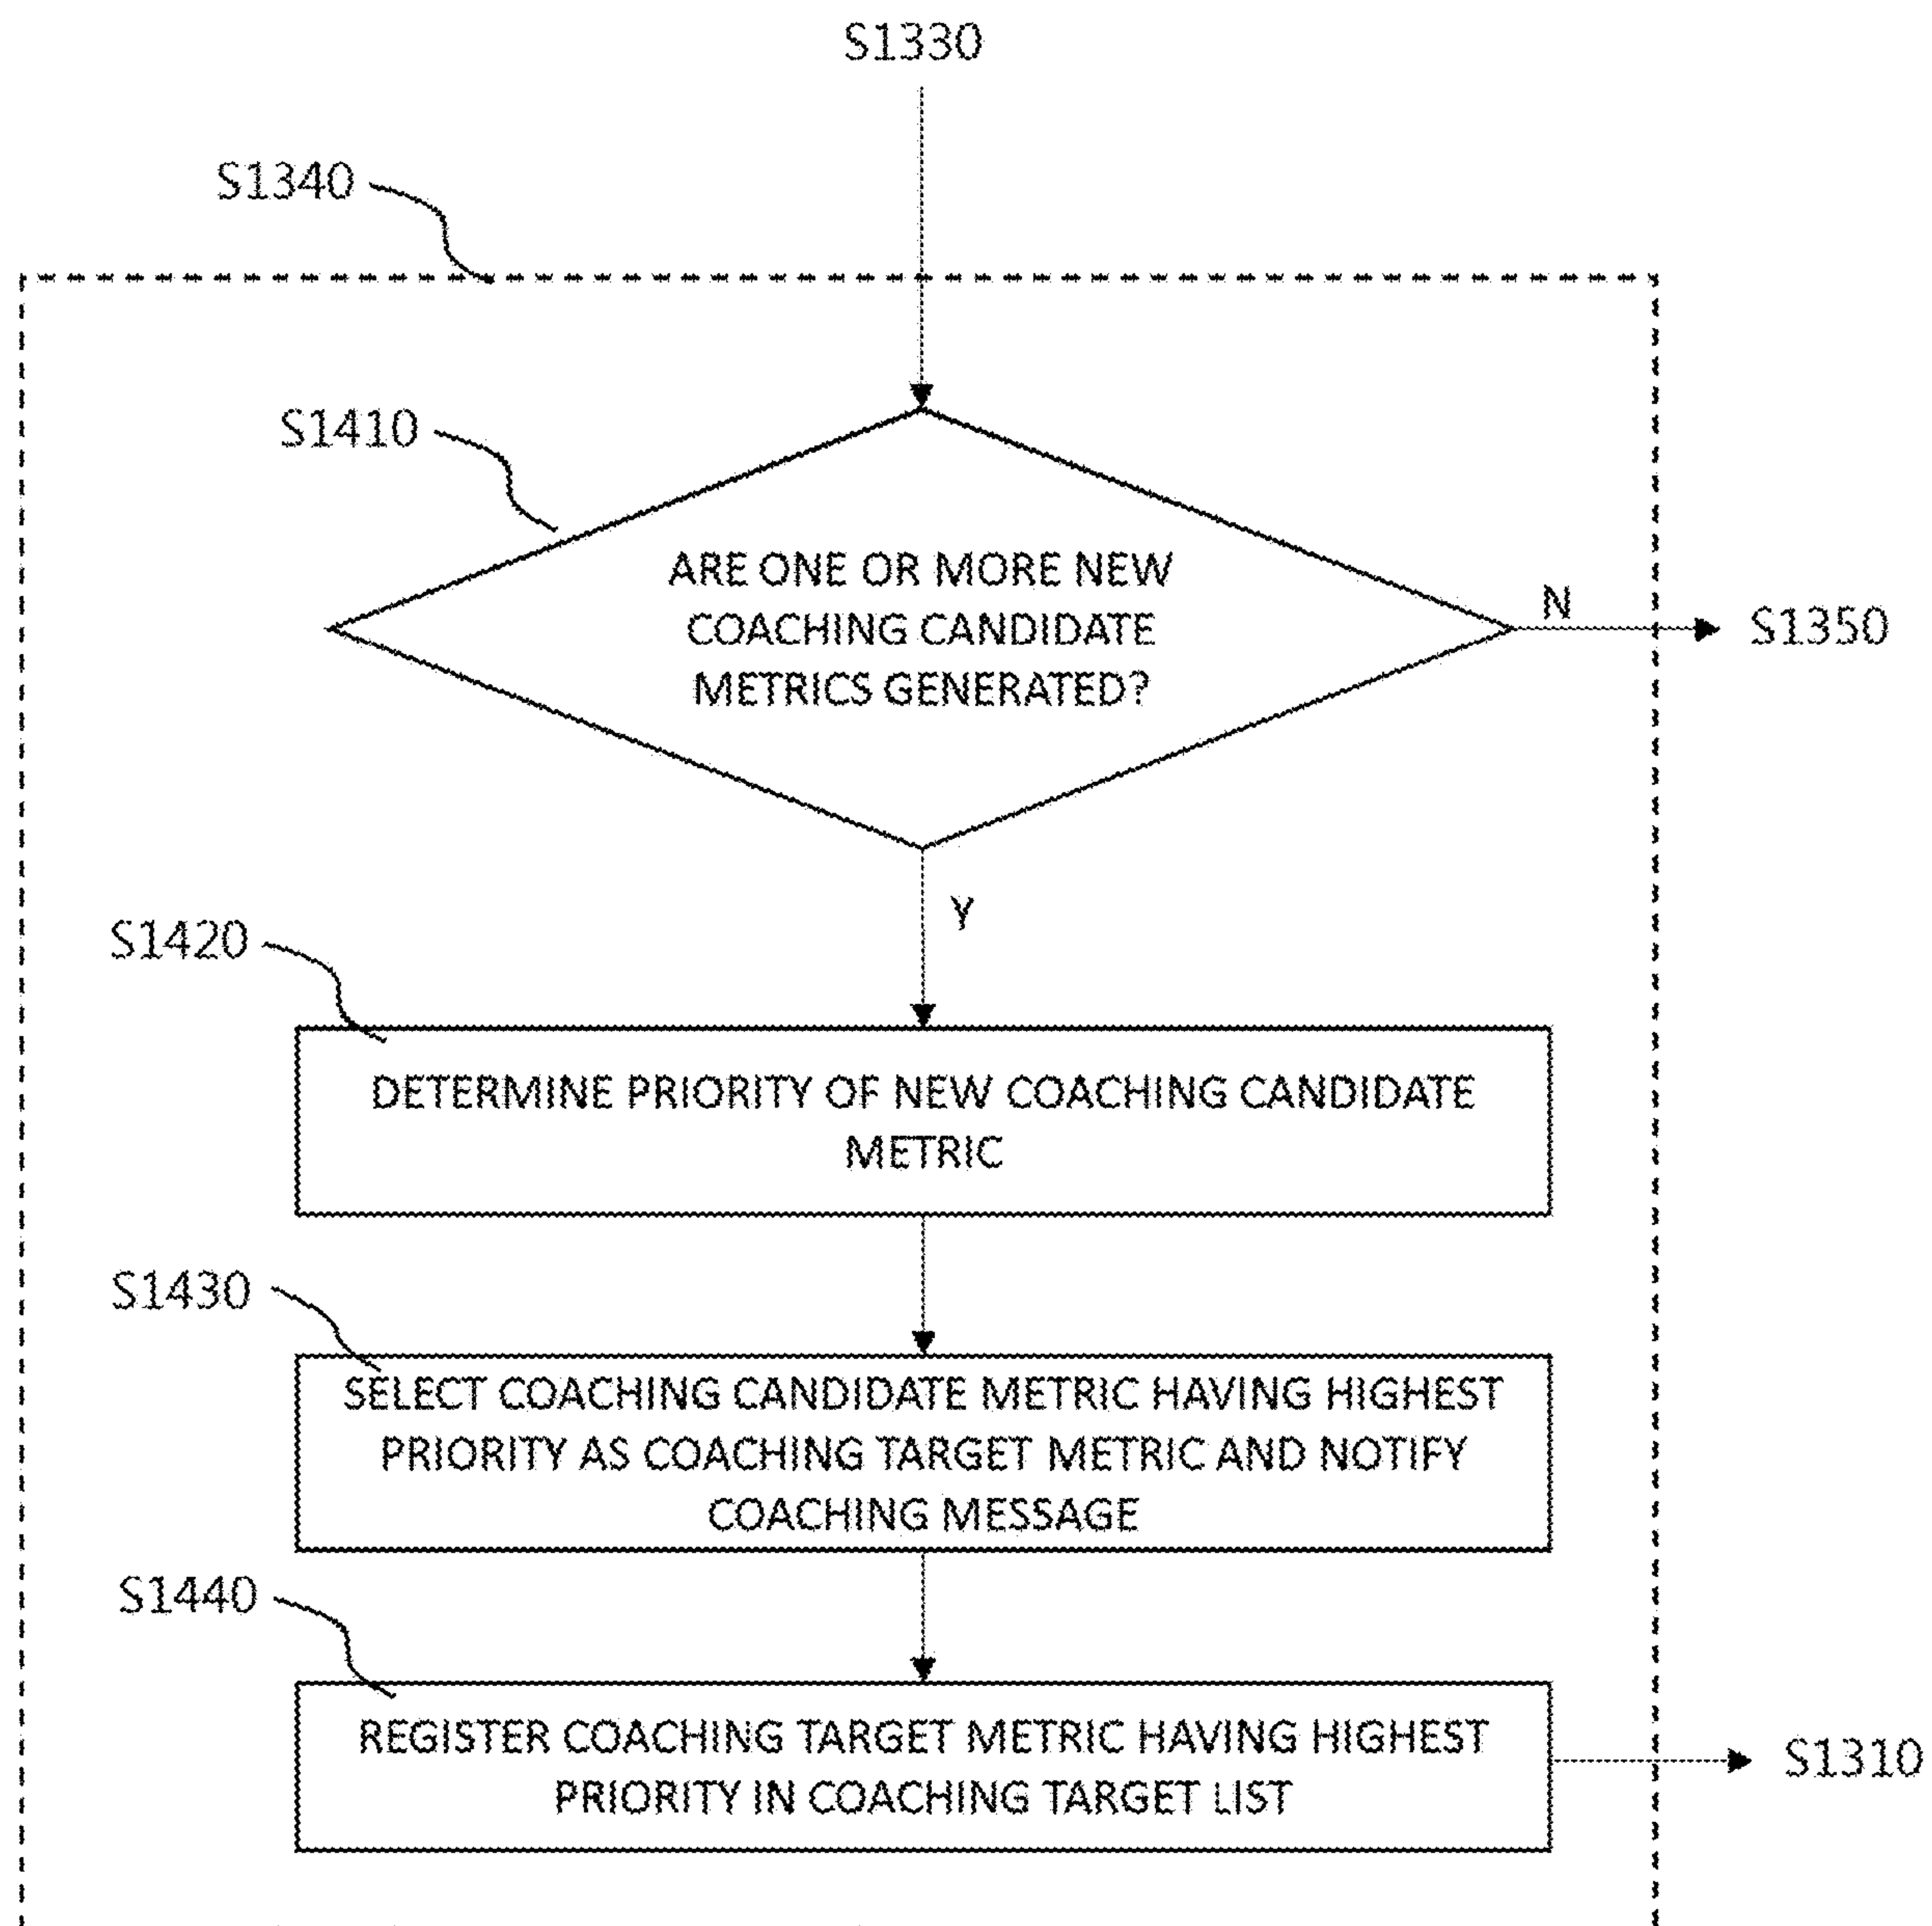 S1330
S1340
S1410
ARE ONE OR MORE NEW
COACHING CANDIDATE
METRICS GENERATED?
N
S1350
Y
S1420
DETERMINE PRIORITY OF NEW COACHING CANDIDATE
METRIC
S1430
SELECT COACHING CANDIDATE METRIC HAVING HIGHEST
PRIORITY AS COACHING TARGET METRIC AND NOTIFY
COACHING MESSAGE
S1440
REGISTER COACHING TARGET METRIC HAVING HIGHEST
PRIORITY IN COACHING TARGET LIST
S1310